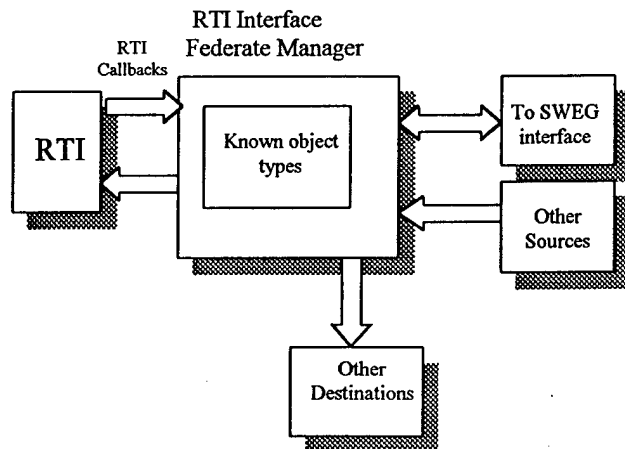 RTI Interface
Federate Manager
RTI
Callbacks
RTI
Known object
types
To SWEG
interface
Other
Sources
Other
Destinations